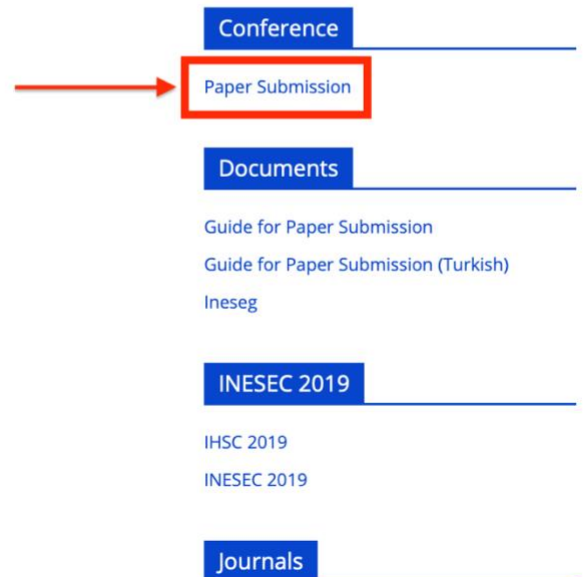 Conference
Paper Submission
Documents
Guide for Paper Submission
Guide for Paper Submission (Turkish)
Ineseg
INESEC 2019
IHSC 2019
INESEC 2019
Journals